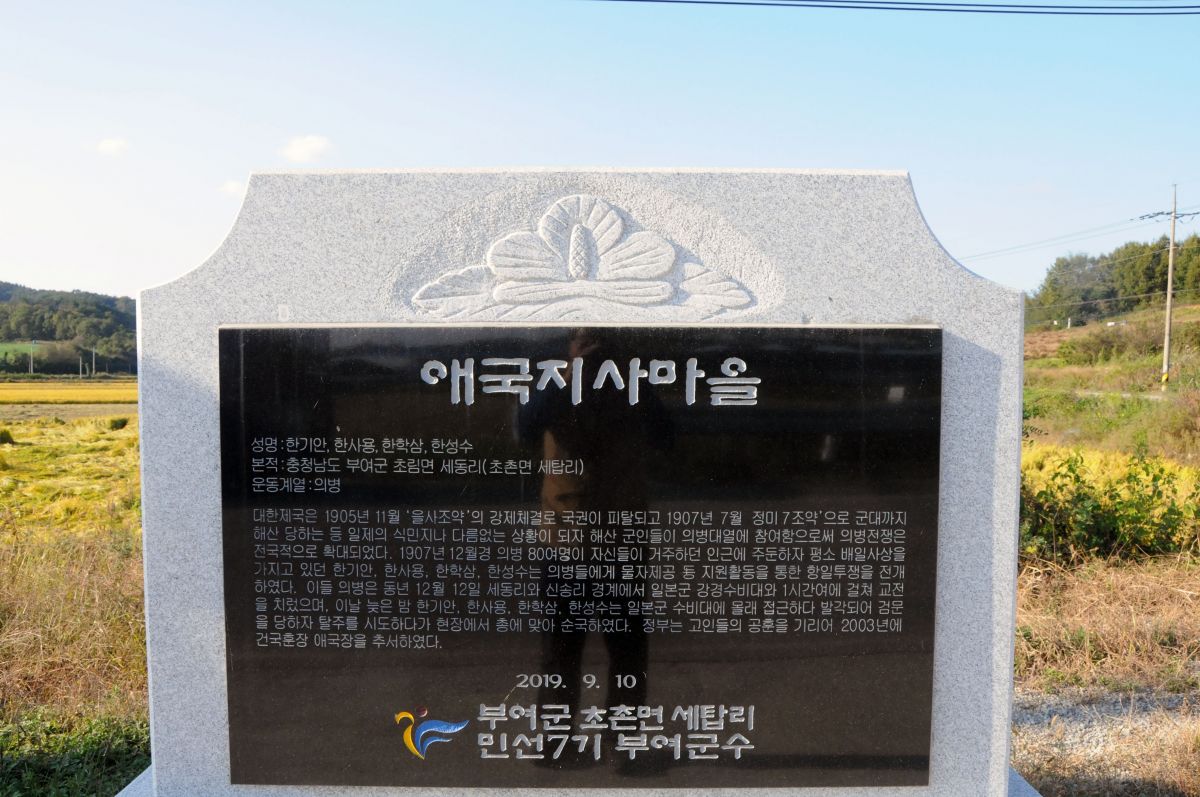 애국지사마을
성명:한기안, 한사용, 한학삼, 한성수
본적:충청남도 부여군 초림면 세동리(초촌면 세탑리)
운동계열:의병
대한제국은 1905년 11월 '을사조약'의 강제체결로 국권이 피탈되고 1907년 7월 정미7조약'으로 군대까지
해산 당하는 등 일제의 식민지나 다름없는 상황이 되자 해산 군인들이 의병대열에 참여함으로써 의병전쟁은
전국적으로 확대되었다. 1907년 12월경 의병 80여명이 자신들이 거주하던 인근에 주둔하자 평소 배일사상을
가지고 있던 한기안, 한사용, 한학삼, 한성수는 의병들에게 물자제공 등 지원활동을 통한 항일투쟁을 전개
하였다. 이들 의병은 동년 12월 12일 세동리와 신송리 경계에서 일본군 강경수비대와 1시간여에 걸쳐 교전
을 치렀으며, 이날 늦은 밤 한기안, 한사용, 한학삼, 한성수는 일본군 수비대에 몰래 접근하다 발각되어 검문
을 당하자 탈주를 시도하다가 현장에서 총에 맞아 순국하였다. 정부는 고인들의 공훈을 기리어 2003년에
건국훈장 애국장을 추서하였다.
2019. 9. 10
부여군 초촌면 세탑리
민선7기 부여군수